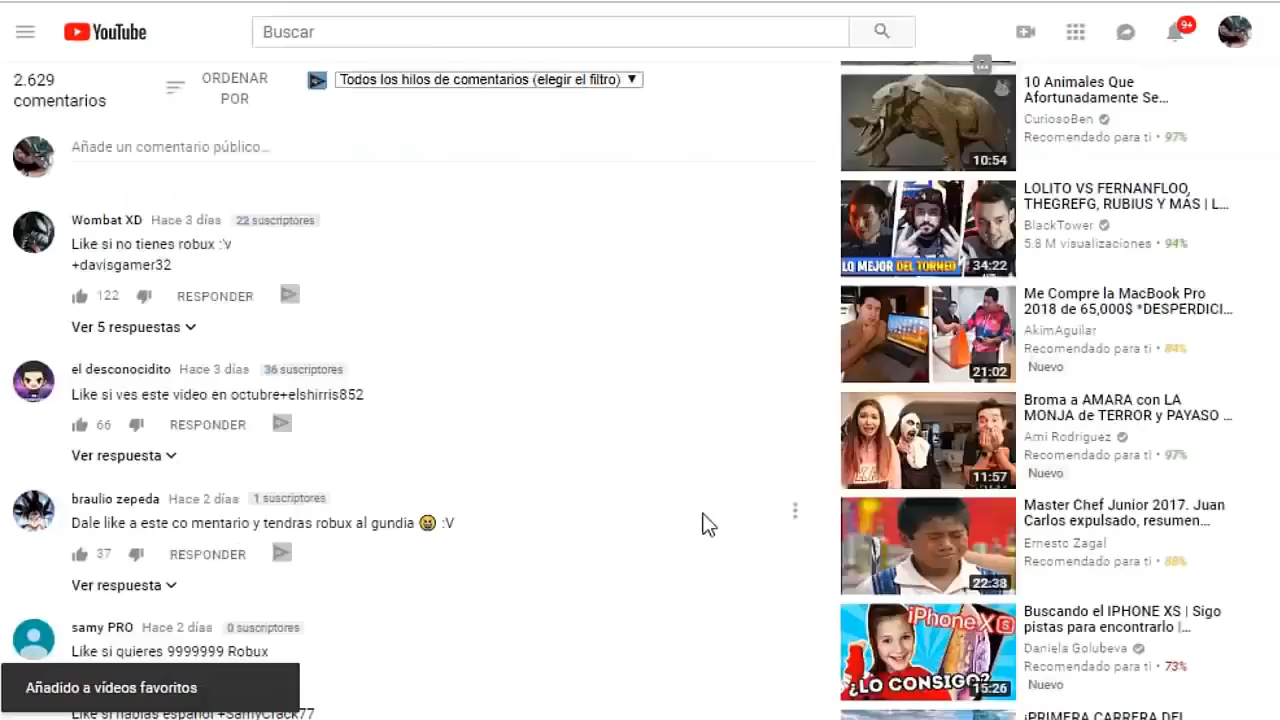 YouTube
Buscar
9+
2.629
comentarios
ORDENAR
POR
Todos los hilos de comentarios (elegir el filtro) ▼
Añade un comentario público...
Wombat XD Hace 3 días 22 suscriptores
Like si no tienes robux :'v
+davisgamer32
122 RESPONDER
Ver 5 respuestas
el desconocidito Hace 3 días 36 suscriptores
Like si ves este video en octubre+elshirris852
66 RESPONDER
Ver respuesta
braulio zepeda Hace 2 días 1 suscriptores
Dale like a este co mentario y tendras robux al gundia 😆 :V
37 RESPONDER
Ver respuesta
samy PRO Hace 2 días 0 suscriptores
Like si quieres 9999999 Robux
Like si hablas español +SamyCrack77
Añadido a vídeos favoritos
10:54
10 Animales Que
Afortunadamente Se...
CuriosoBen
Recomendado para ti • 97%
LO MEJOR DEL TORNEO
34:22
LOLITO VS FERNANFLOO,
THEGREFG, RUBIUS Y MÁS | L...
BlackTower
5.8 M visualizaciones • 94%
21:02
Me Compre la MacBook Pro
2018 de 65,000$ *DESPERDICI...
AkimAguilar
Recomendado para ti • 84%
Nuevo
11:57
Broma a AMARA con LA
MONJA de TERROR y PAYASO ...
Ami Rodriguez
Recomendado para ti • 97%
Nuevo
22:38
Master Chef Junior 2017. Juan
Carlos expulsado, resumen...
Ernesto Zagal
Recomendado para ti • 88%
iPhone XS
¿LO CONSIGO?
15:26
Buscando el IPHONE XS | Sigo
pistas para encontrarlo |...
Daniela Golubeva
Recomendado para ti • 73%
Nuevo
¡PRIMERA CARRERA DEL